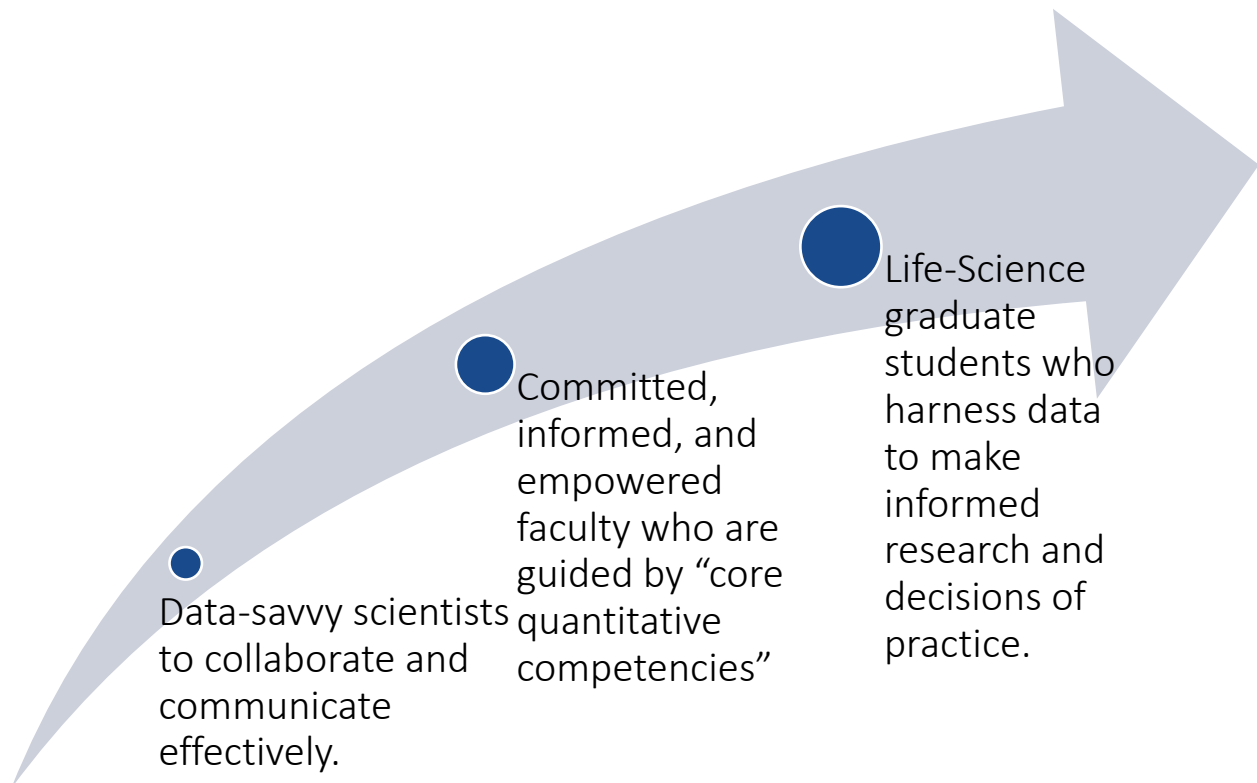 Data-savvy scientists
to collaborate and
communicate
effectively.
Committed,
informed, and
empowered
faculty who are
guided by “core
quantitative
competencies”
Life-Science
graduate
students who
harness data
to make
informed
research and
decisions of
practice.